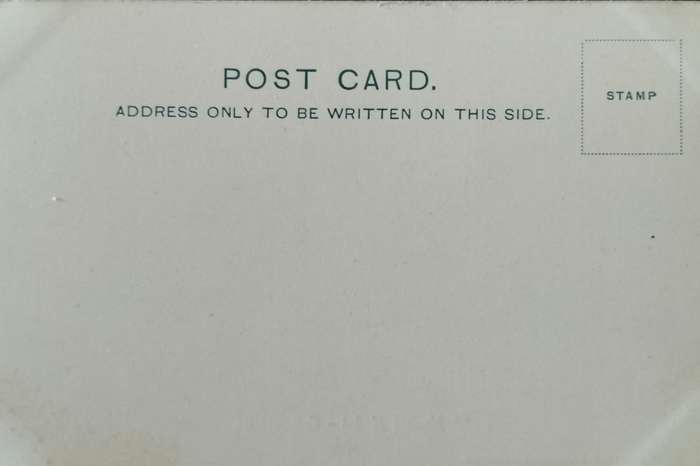 POST CARD.
ADDRESS ONLY TO BE WRITTEN ON THIS SIDE.
STAMP